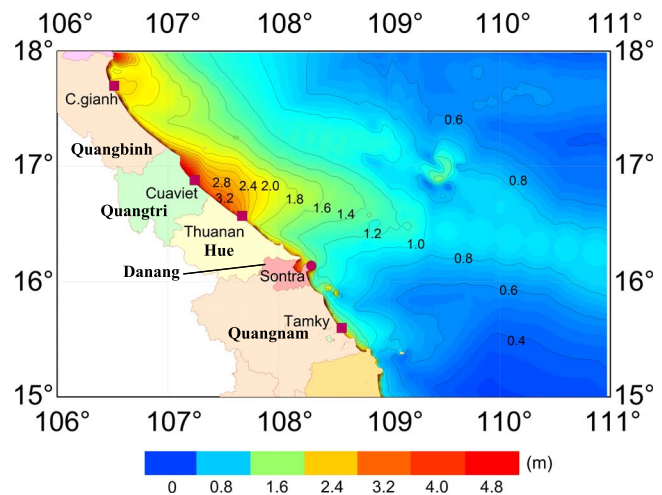 106° 107° 108° 109° 110° 111°
18° 18°
C.gianh
0.6
Quangbinh
17° 17°
0.8
Cuaviet 2.8 2.4 2.0
Quangtri 3.2 1.8
1.6 1.4
Thuanan 1.2
Hue 1.0
0.8
Danang
Sontra
16° 16°
0.6
Tamky
Quangnam
0.4
15° 15°
106° 107° 108° 109° 110° 111°
(m)
0 0.8 1.6 2.4 3.2 4.0 4.8